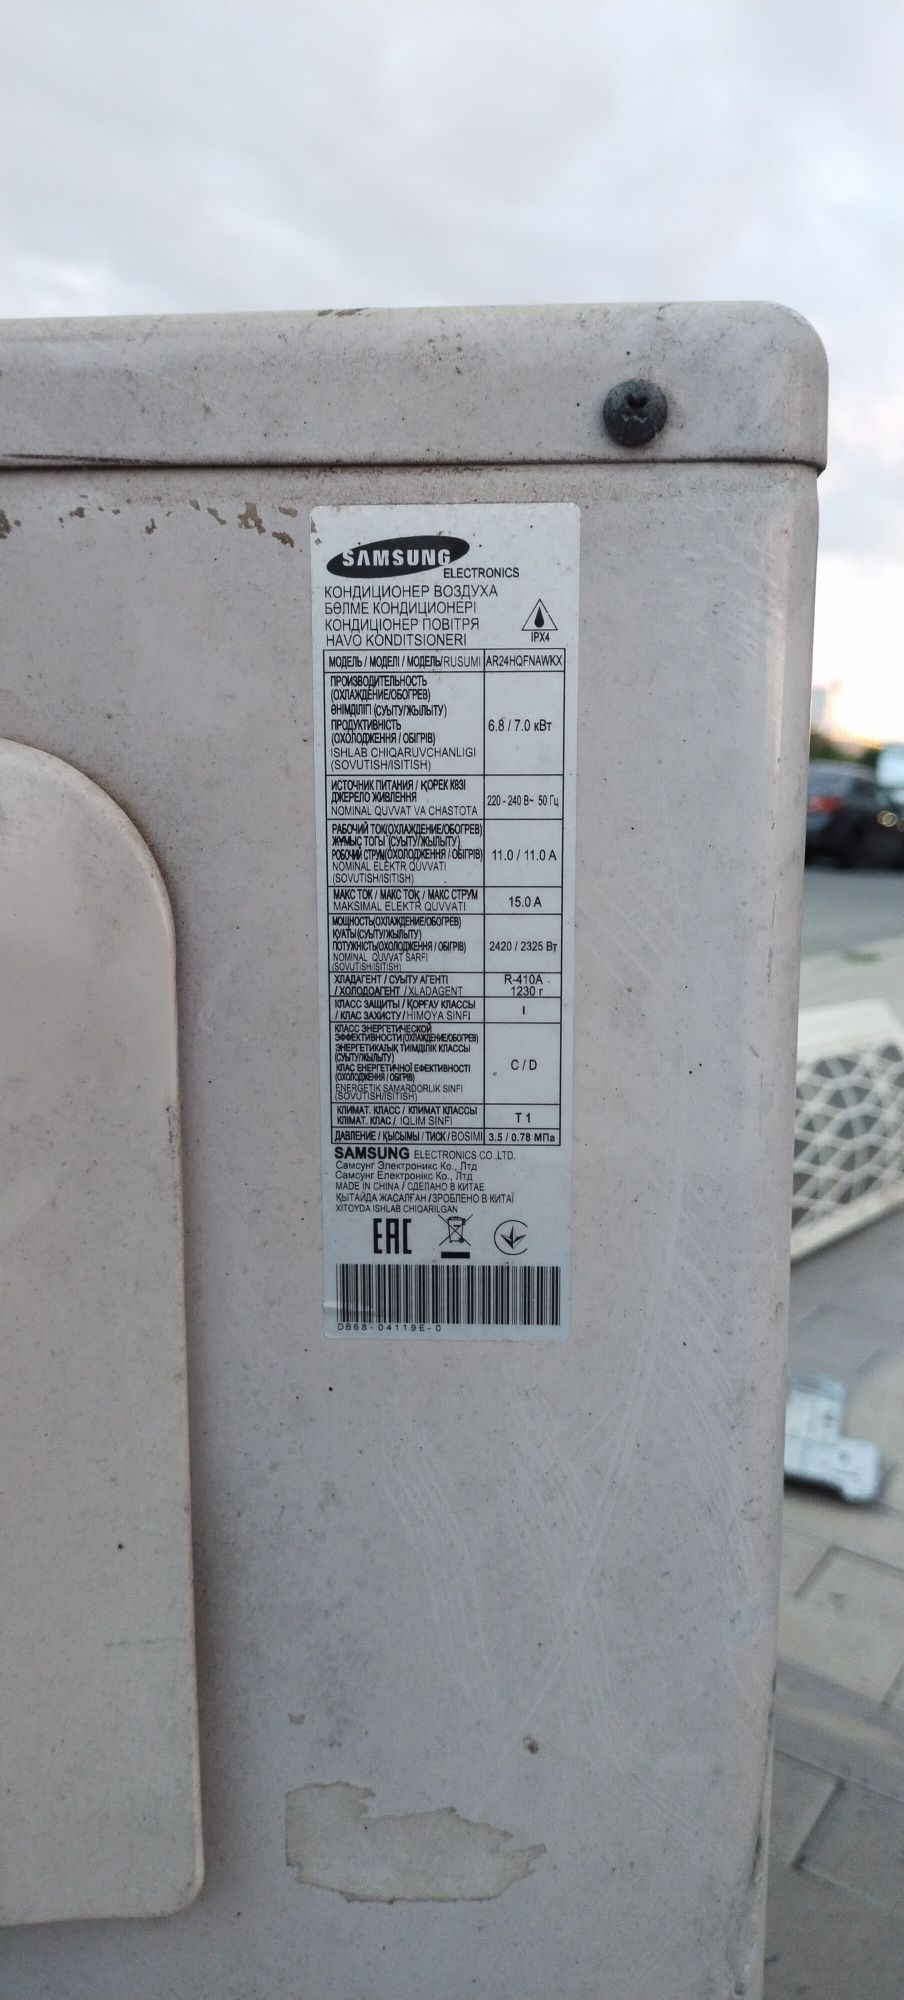 SAMSUNG
ELECTRONICS
КОНДИЦИОНЕР ВОЗДУХА
БӨЛМЕ КОНДИЦИОНЕРІ
КОНДИЦІОНЕР ПОВІТРЯ
HAVO KONDITSIONERI
IPX4
МОДЕЛЬ / МОДЕЛІ / МОДЕЛЬ/RUSUMI AR24HQFNAWKX
ПРОИЗВОДИТЕЛЬНОСТЬ
(ОХЛАЖДЕНИЕ/ОБОГРЕВ)
ӨНІМДІЛІГІ (СУЫТУ/ЖЫЛЫТУ)
ПРОДУКТИВНІСТЬ
(ОХОЛОДЖЕННЯ / ОБІГРІВ)
ISHLAB CHIQARUVCHANLIGI
(SOVUTISH/ISITISH)
6.8 / 7.0 кВт
ИСТОЧНИК ПИТАНИЯ / ҚОРЕК КӨЗІ
ДЖЕРЕЛО ЖИВЛЕННЯ
NOMINAL QUVVAT VA CHASTOTA
220 - 240 В~ 50 Гц
РАБОЧИЙ ТОК(ОХЛАЖДЕНИЕ/ОБОГРЕВ)
ЖҰМЫС ТОГЫ (СУЫТУ/ЖЫЛЫТУ)
РОБОЧИЙ СТРУМ(ОХОЛОДЖЕННЯ / ОБІГРІВ)
NOMINAL ELEKTR QUVVATI
(SOVUTISH/ISITISH)
11.0 / 11.0 А
МАКС ТОК / МАКС ТОҚ / МАКС СТРУМ
MAKSIMAL ELEKTR QUVVATI
15.0 А
МОЩНОСТЬ(ОХЛАЖДЕНИЕ/ОБОГРЕВ)
ҚУАТЫ (СУЫТУ/ЖЫЛЫТУ)
ПОТУЖНІСТЬ(ОХОЛОДЖЕННЯ / ОБІГРІВ)
NOMINAL QUVVAT SARFI
(SOVUTISH/ISITISH)
2420 / 2325 Вт
ХЛАДАГЕНТ / СУЫТУ АГЕНТІ
/ ХОЛОДОАГЕНТ / XLADAGENT
R-410A
1230 г
КЛАСС ЗАЩИТЫ / ҚОРҒАУ КЛАССЫ
/ КЛАС ЗАХИСТУ / HIMOYA SINFI
I
КЛАСС ЭНЕРГЕТИЧЕСКОЙ
ЭФФЕКТИВНОСТИ(ОХЛАЖДЕНИЕ/ОБОГРЕВ)
ЭНЕРГЕТИКАЛЫҚ ТИІМДІЛІК КЛАССЫ
(СУЫТУ/ЖЫЛЫТУ)
КЛАС ЕНЕРГЕТИЧНОЇ ЕФЕКТИВНОСТІ
(ОХОЛОДЖЕННЯ / ОБІГРІВ)
ENERGETIK SAMARDORLIK SINFI
(SOVUTISH/ISITISH)
C / D
КЛИМАТ. КЛАСС / КЛИМАТ КЛАССЫ
КЛІМАТ. КЛАС / IQLIM SINFI
T 1
ДАВЛЕНИЕ / ҚЫСЫМЫ / ТИСК / BOSIMI 3.5 / 0.78 МПа
SAMSUNG ELECTRONICS CO.,LTD.
Самсунг Электроникс Ко., Лтд
Самсунг Електронікс Ко., Лтд
MADE IN CHINA / СДЕЛАНО В КИТАЕ
ҚЫТАЙДА ЖАСАЛҒАН / ЗРОБЛЕНО В КИТАЇ
XITOYDA ISHLAB CHIQARILGAN
EAC
DB68-04119E-0